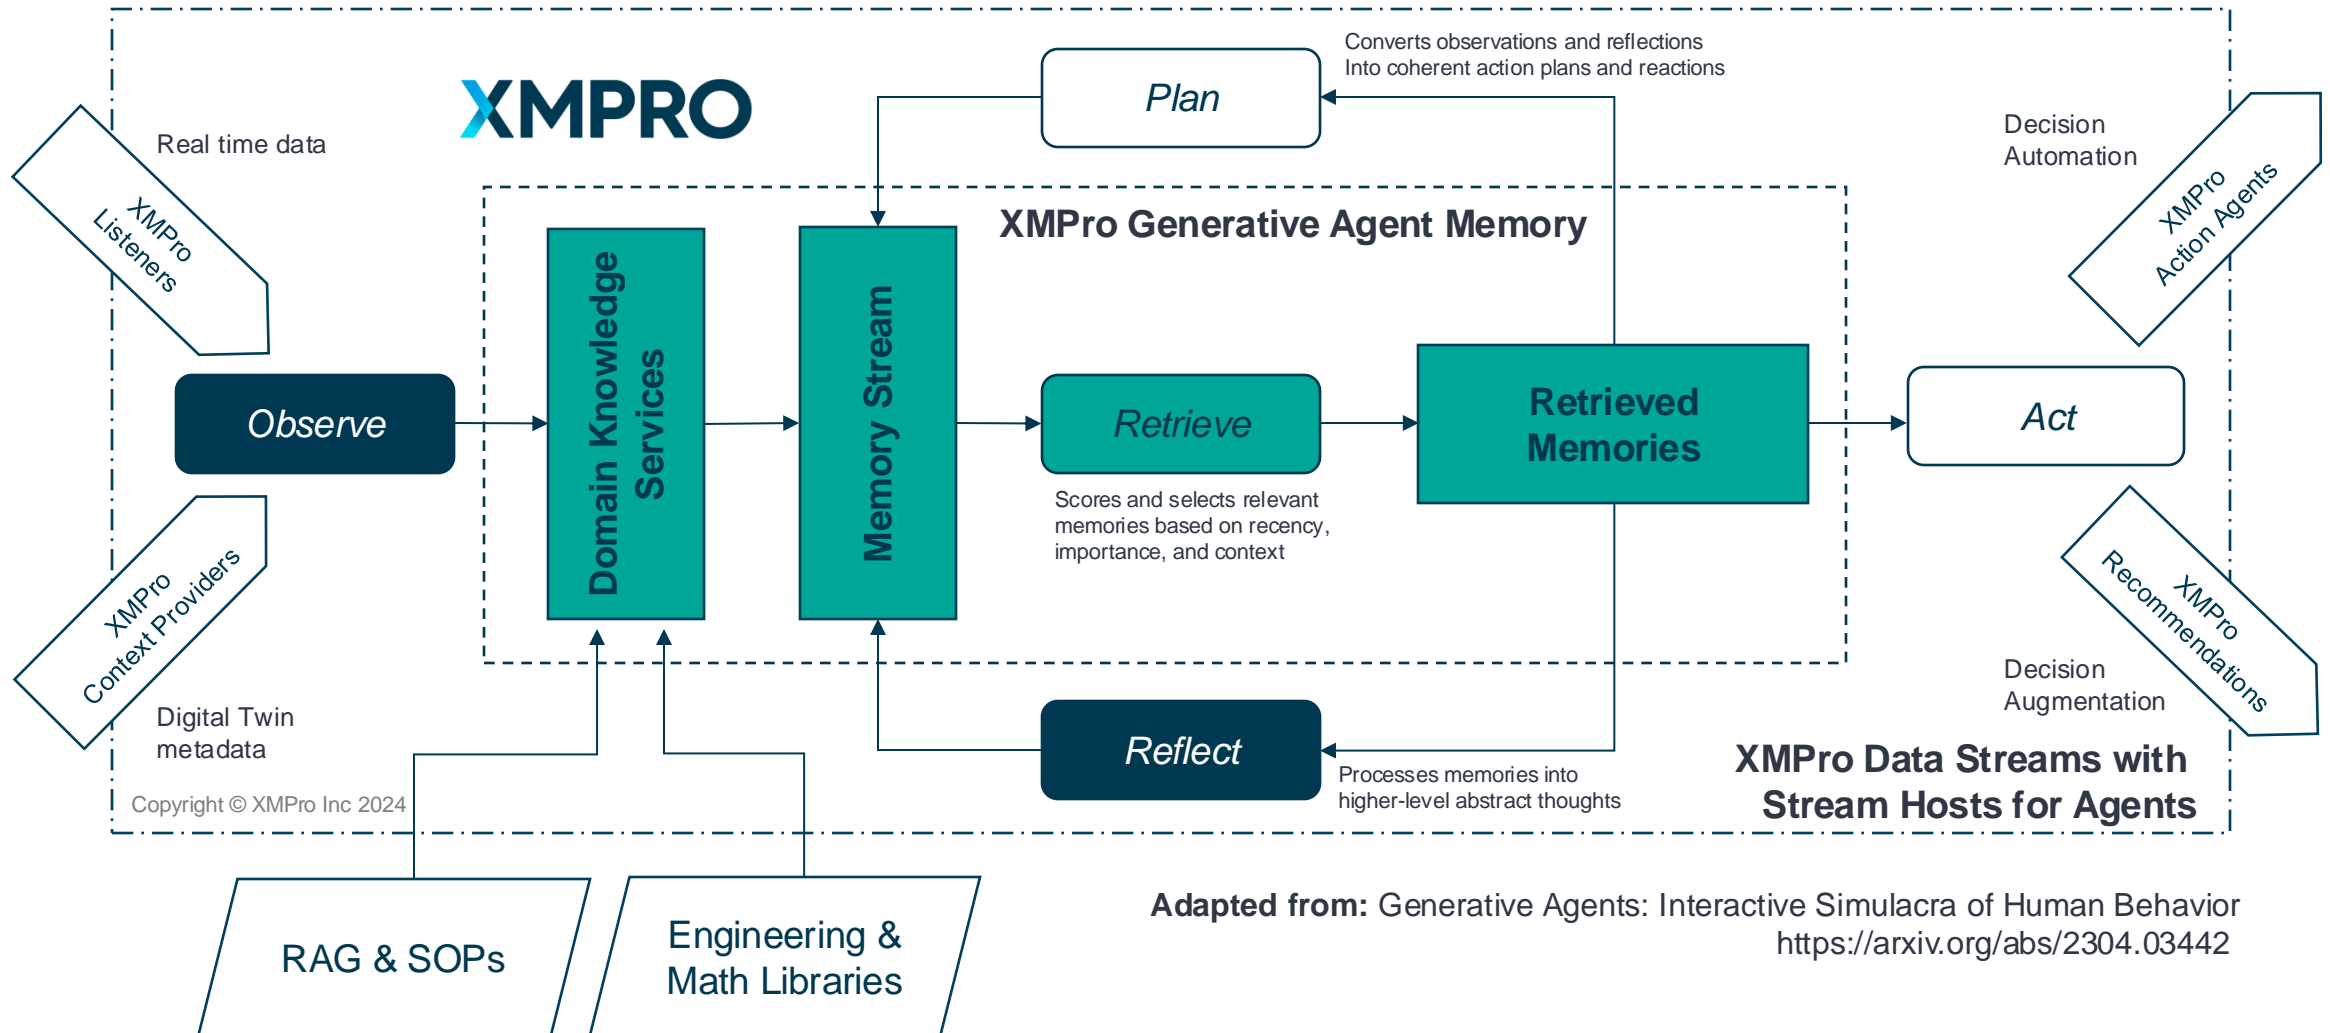 XMPRO
Converts observations and reflections
Into coherent action plans and reactions
Plan
Real time data
Decision
Automation
XMPro
Listeners
XMPro
Action Agents
XMPro Generative Agent Memory
Domain Knowledge
Services
Memory Stream
Observe
Retrieve
Retrieved
Memories
Act
Scores and selects relevant
memories based on recency,
importance, and context
XMPro
Context Providers
XMPro
Recommendations
Digital Twin
metadata
Decision
Augmentation
Reflect
Processes memories into
higher-level abstract thoughts
XMPro Data Streams with
Stream Hosts for Agents
Copyright © XMPro Inc 2024
RAG & SOPs
Engineering &
Math Libraries
Adapted from: Generative Agents: Interactive Simulacra of Human Behavior
https://arxiv.org/abs/2304.03442